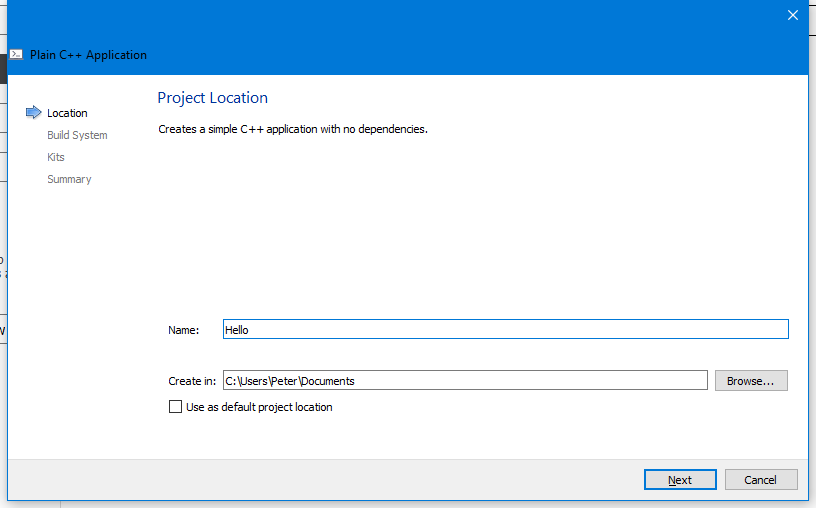 Plain C++ Application
Location
Build System
Kits
Summary
Project Location
Creates a simple C++ application with no dependencies.
Name: Hello
Create in: C:\Users\Peter\Documents Browse...
Use as default project location
Next Cancel